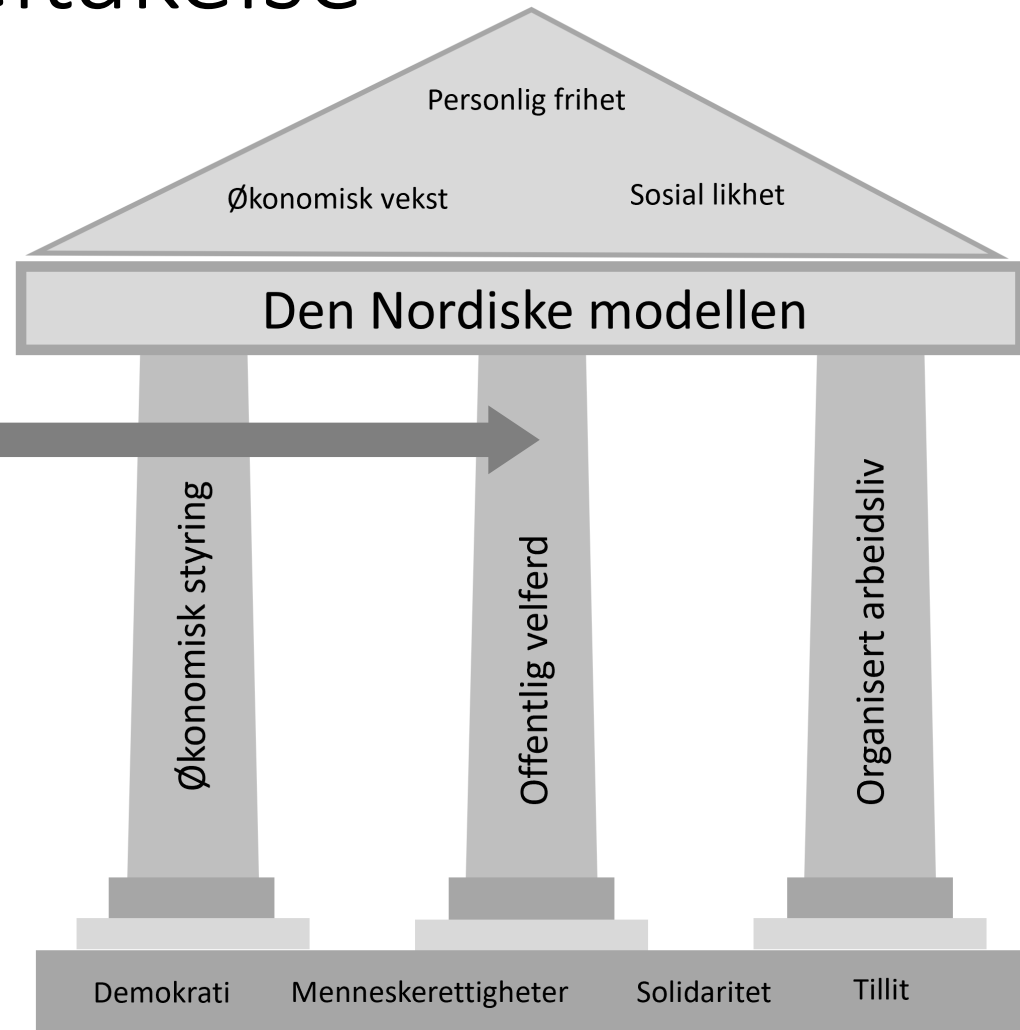 Personlig frihet
Økonomisk vekst
Sosial likhet
Den Nordiske modellen
Økonomisk styring
Offentlig velferd
Organisert arbeidsliv
Demokrati Menneskerettigheter Solidaritet Tillit